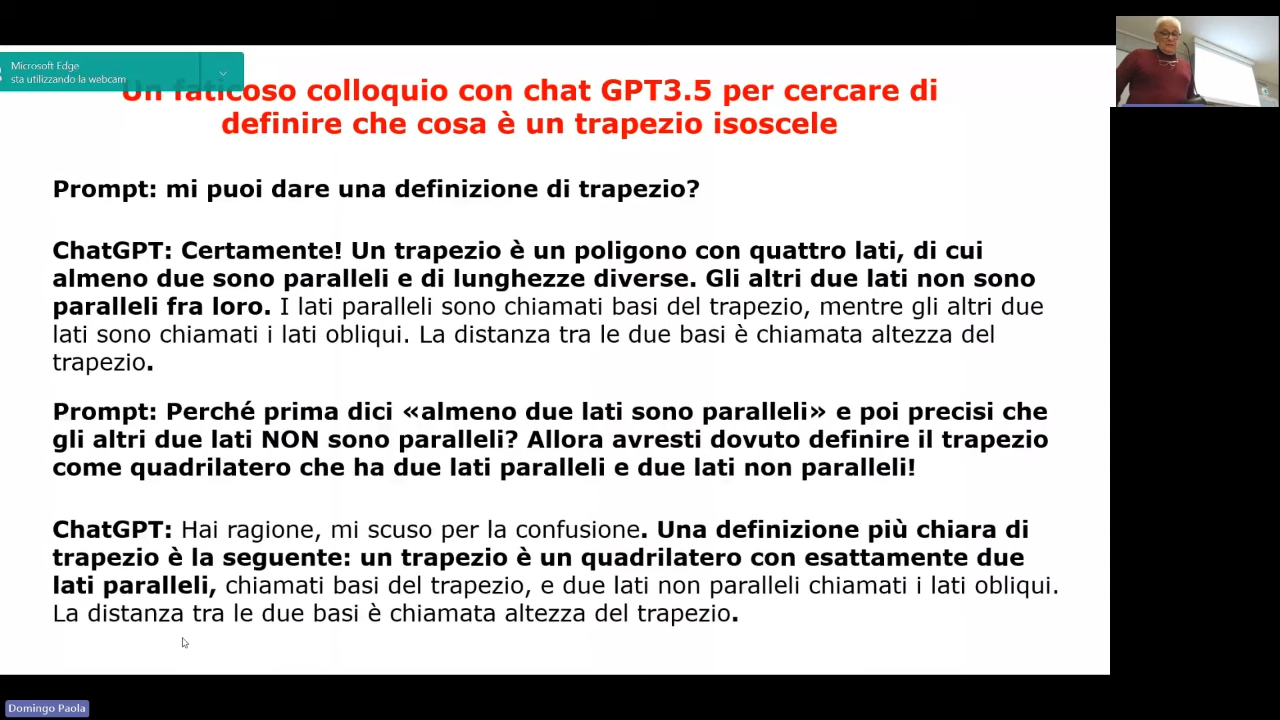 Microsoft Edge
sta utilizzando la webcam
Un faticoso colloquio con chat GPT3.5 per cercare di
definire che cosa è un trapezio isoscele
Prompt: mi puoi dare una definizione di trapezio?
ChatGPT: Certamente! Un trapezio è un poligono con quattro lati, di cui
almeno due sono paralleli e di lunghezze diverse. Gli altri due lati non sono
paralleli fra loro. I lati paralleli sono chiamati basi del trapezio, mentre gli altri due
lati sono chiamati i lati obliqui. La distanza tra le due basi è chiamata altezza del
trapezio.
Prompt: Perché prima dici «almeno due lati sono paralleli» e poi precisi che
gli altri due lati NON sono paralleli? Allora avresti dovuto definire il trapezio
come quadrilatero che ha due lati paralleli e due lati non paralleli!
ChatGPT: Hai ragione, mi scuso per la confusione. Una definizione più chiara di
trapezio è la seguente: un trapezio è un quadrilatero con esattamente due
lati paralleli, chiamati basi del trapezio, e due lati non paralleli chiamati i lati obliqui.
La distanza tra le due basi è chiamata altezza del trapezio.
Domingo Paola